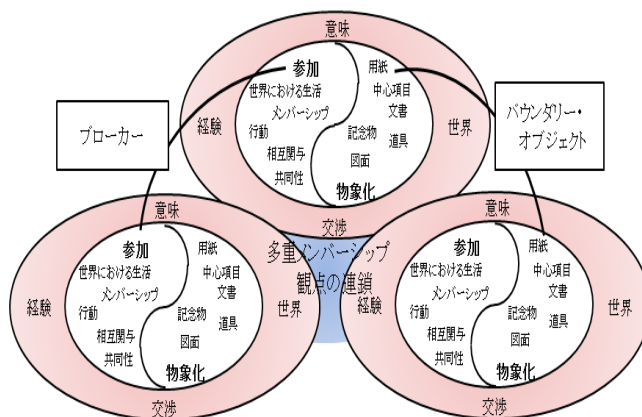 意味
参加
用紙
世界における生活
中心項目
メンバーシップ
文書
経験
行動
記念物
道具
世界
相互関与
図面
共同性
物象化
交渉
ブローカー
バウンダリー・
オブジェクト
多重メンバーシップ
観点の連鎖
意味
参加
用紙
世界における生活
中心項目
メンバーシップ
文書
経験
行動
記念物
道具
世界
相互関与
図面
共同性
物象化
交渉
意味
参加
用紙
世界における生活
中心項目
メンバーシップ
文書
経験
行動
記念物
道具
世界
相互関与
図面
共同性
物象化
交渉